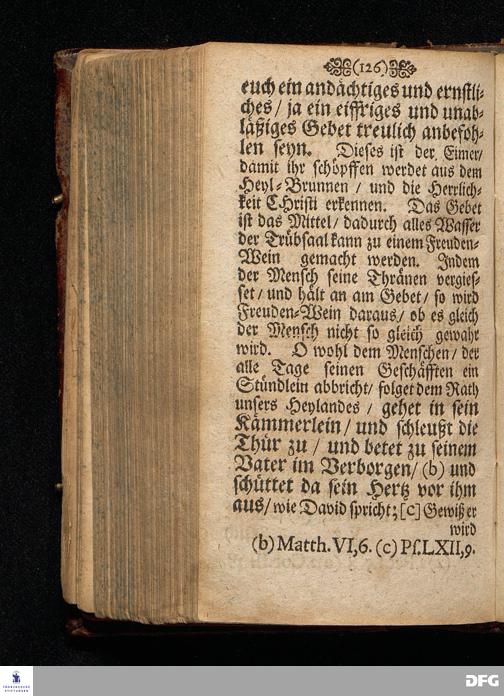 (126)
euch ein andächtiges und ernstli-
ches / ja ein eiffriges und unab-
läßiges Gebet treulich anbefoh-
len seyn. Dieses ist der Eimer/
damit ihr schöpffen werdet aus dem
Heyl-Brunnen / und die Herrlich-
keit Christi erkennen. Das Gebet
ist das Mittel/ dadurch alles Wasser
der Trübsaal kann zu einem Freuden-
Wein gemacht werden. Indem
der Mensch seine Thränen vergies-
set / und hält an am Gebet/ so wird
Freuden-Wein daraus/ ob es gleich
der Mensch nicht so gleich gewahr
wird. O wohl dem Menschen/ der
alle Tage seinen Geschäfften ein
Stündlein abbricht/ folget dem Rath
unsers Heylandes / gehet in sein
Kämmerlein/ und schleußt die
Thür zu / und betet zu seinem
Vater im Verborgen/ (b) und
schüttet da sein Hertz vor ihm
aus/ wie David spricht; [c] Gewiß er
wird
(b) Matth. VI, 6. (c) Ps. LXII, 9.
FRANCKESCHE
STIFTUNGEN
DFG